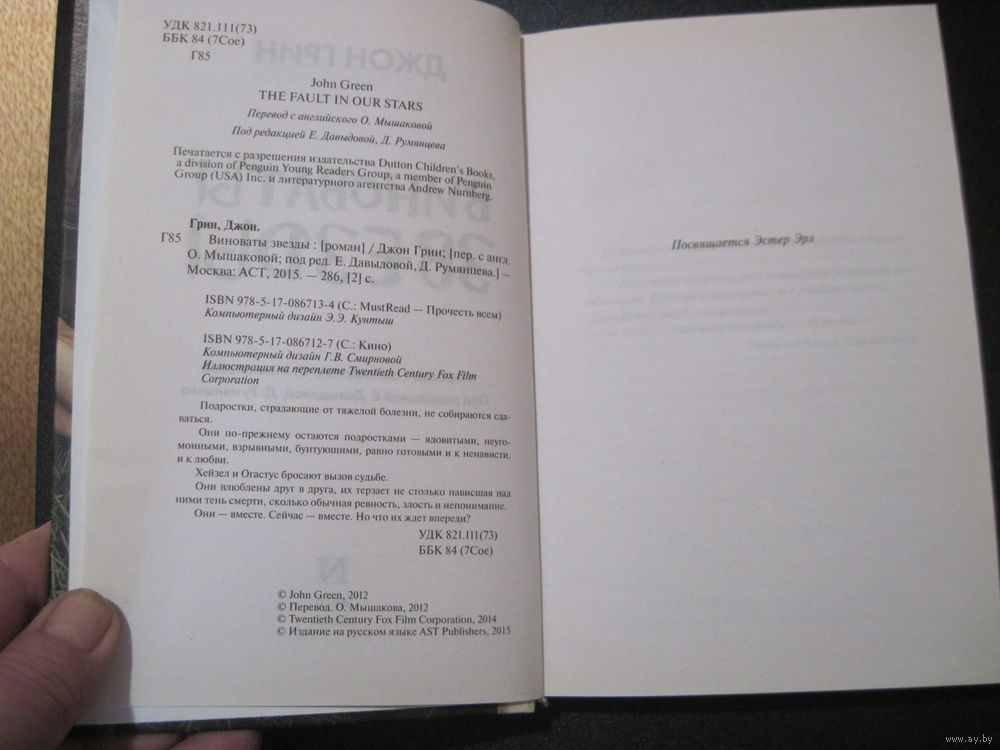 УДК 821.111(73)
ББК 84 (7Сое)
Г85
John Green
THE FAULT IN OUR STARS
Перевод с английского О. Мышаковой
Под редакцией Е. Давыдовой, Д. Румянцева
Печатается с разрешения издательства Dutton Children's Books,
a division of Penguin Young Readers Group, a member of Penguin
Group (USA) Inc. и литературного агентства Andrew Nurnberg.
Грин, Джон.
Г85 Виноваты звезды : [роман] / Джон Грин; [пер. с англ.
О. Мышаковой; под ред. Е. Давыдовой, Д. Румянцева.] —
Москва: АСТ, 2015. — 286, [2] с.
ISBN 978-5-17-086713-4 (С.: MustRead — Прочесть всем)
Компьютерный дизайн Э.Э. Кунтыш
ISBN 978-5-17-086712-7 (С.: Кино)
Компьютерный дизайн Г.В. Смирновой
Иллюстрация на переплете Twentieth Century Fox Film
Corporation
Подростки, страдающие от тяжелой болезни, не собираются сда-
ваться.
Они по-прежнему остаются подростками — ядовитыми, неуго-
монными, взрывными, бунтующими, равно готовыми и к ненависти,
и к любви.
Хейзел и Огастус бросают вызов судьбе.
Они влюблены друг в друга, их терзает не столько нависшая над
ними тень смерти, сколько обычная ревность, злость и непонимание.
Они — вместе. Сейчас — вместе. Но что их ждет впереди?
УДК 821.111(73)
ББК 84 (7Сое)
© John Green, 2012
© Перевод. О. Мышакова, 2012
© Twentieth Century Fox Film Corporation, 2014
© Издание на русском языке AST Publishers, 2015
Посвящается Эстер Эрл
www.ay.by